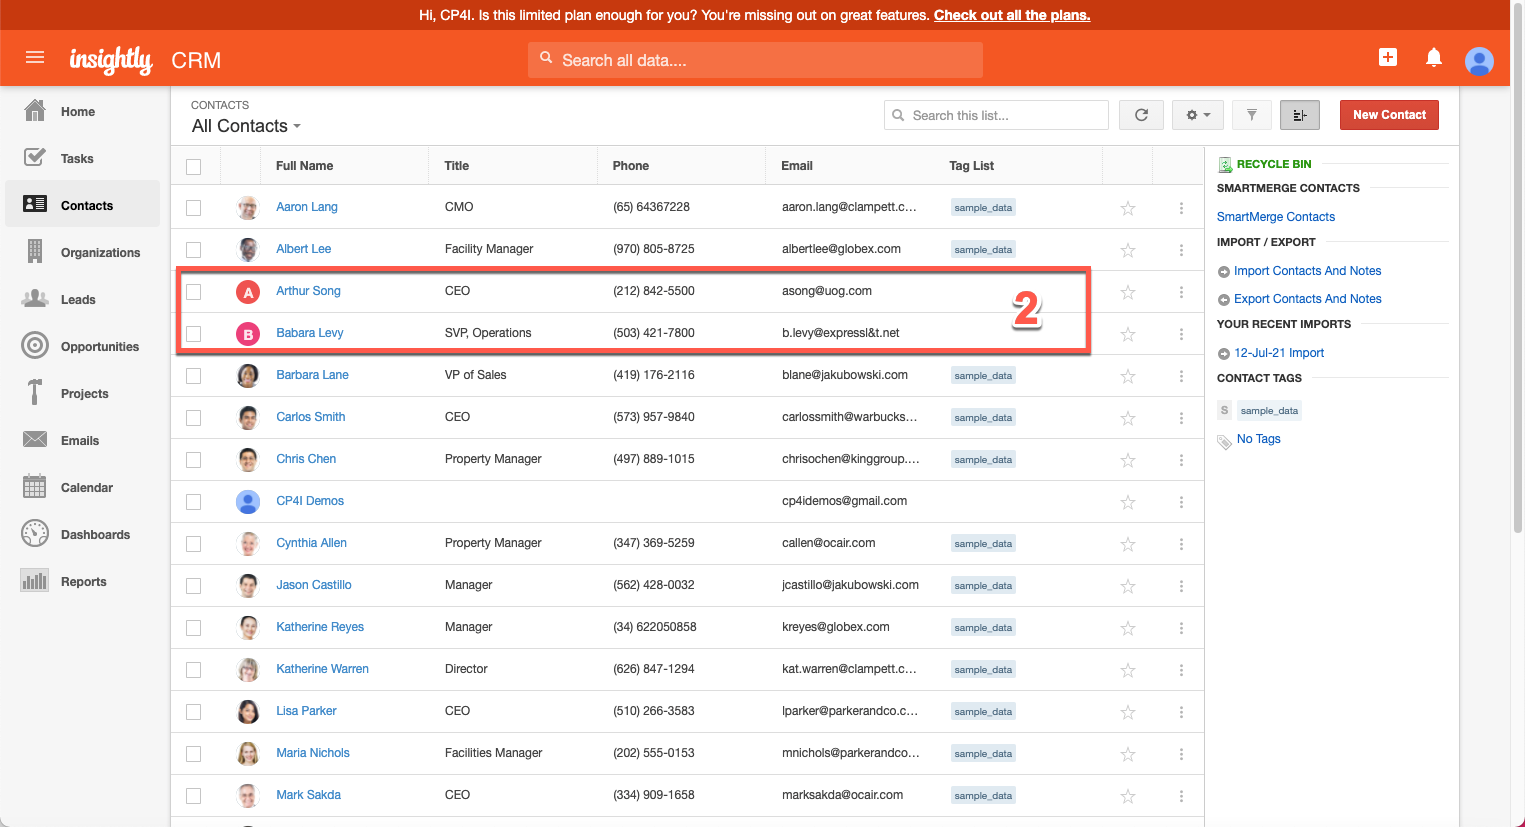 Hi, CP4I. Is this limited plan enough for you? You're missing out on great features. Check out all the plans.
insightly CRM Search all data....
Home
Tasks
Contacts
Organizations
Leads
Opportunities
Projects
Emails
Calendar
Dashboards
Reports
CONTACTS
All Contacts
Search this list...
New Contact
Full Name Title Phone Email Tag List
Aaron Lang CMO (65) 64367228 aaron.lang@clampett.c... sample_data
Albert Lee Facility Manager (970) 805-8725 albertlee@globex.com sample_data
A Arthur Song CEO (212) 842-5500 asong@uog.com
2
B Babara Levy SVP, Operations (503) 421-7800 b.levy@expressl&t.net
Barbara Lane VP of Sales (419) 176-2116 blane@jakubowski.com sample_data
Carlos Smith CEO (573) 957-9840 carlossmith@warbucks... sample_data
Chris Chen Property Manager (497) 889-1015 chrisochen@kinggroup.... sample_data
CP4I Demos cp4idemos@gmail.com
Cynthia Allen Property Manager (347) 369-5259 callen@ocair.com sample_data
Jason Castillo Manager (562) 428-0032 jcastillo@jakubowski.com sample_data
Katherine Reyes Manager (34) 622050858 kreyes@globex.com sample_data
Katherine Warren Director (626) 847-1294 kat.warren@clampett.c... sample_data
Lisa Parker CEO (510) 266-3583 lparker@parkerandco.c... sample_data
Maria Nichols Facilities Manager (202) 555-0153 mnichols@parkerandco... sample_data
Mark Sakda CEO (334) 909-1658 marksakda@ocair.com sample_data
RECYCLE BIN
SMARTMERGE CONTACTS
SmartMerge Contacts
IMPORT / EXPORT
Import Contacts And Notes
Export Contacts And Notes
YOUR RECENT IMPORTS
12-Jul-21 Import
CONTACT TAGS
S sample_data
No Tags